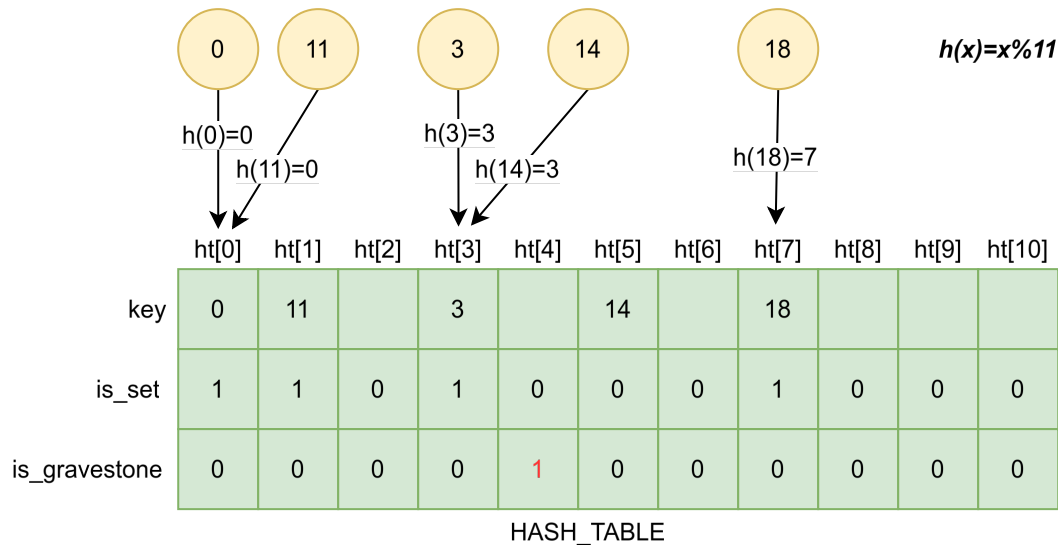 0 11 3 14 18 h(x)=x%11
h(0)=0 h(3)=3
h(11)=0 h(14)=3 h(18)=7
ht[0] ht[1] ht[2] ht[3] ht[4] ht[5] ht[6] ht[7] ht[8] ht[9] ht[10]
key 0 11 3 14 18
is_set 1 1 0 1 0 0 0 1 0 0 0
is_gravestone 0 0 0 0 1 0 0 0 0 0 0
HASH_TABLE